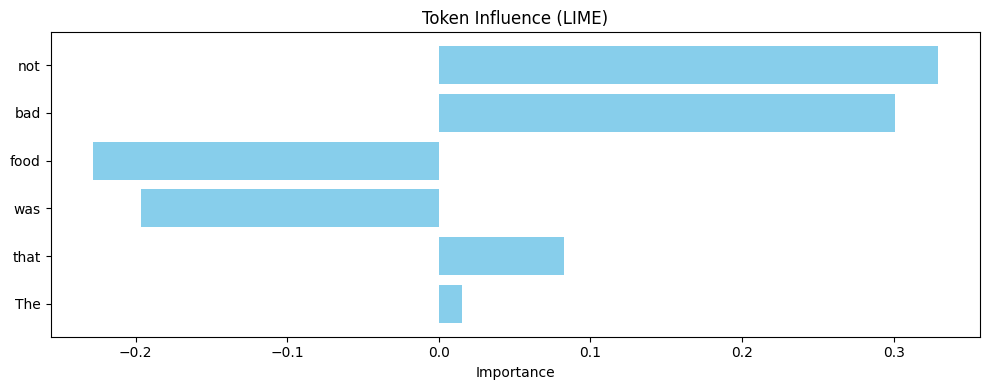 Token Influence (LIME)
not
bad
food
was
that
The
−0.2 −0.1 0.0 0.1 0.2 0.3
Importance